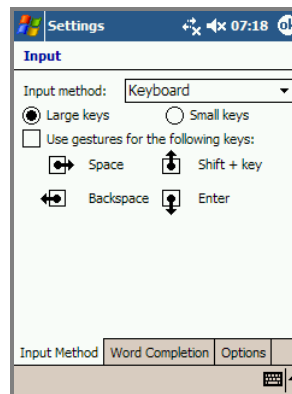 Settings 07:18 ok
Input
Input method: Keyboard
Large keys Small keys
Use gestures for the following keys:
Space Shift + key
Backspace Enter
Input Method Word Completion Options